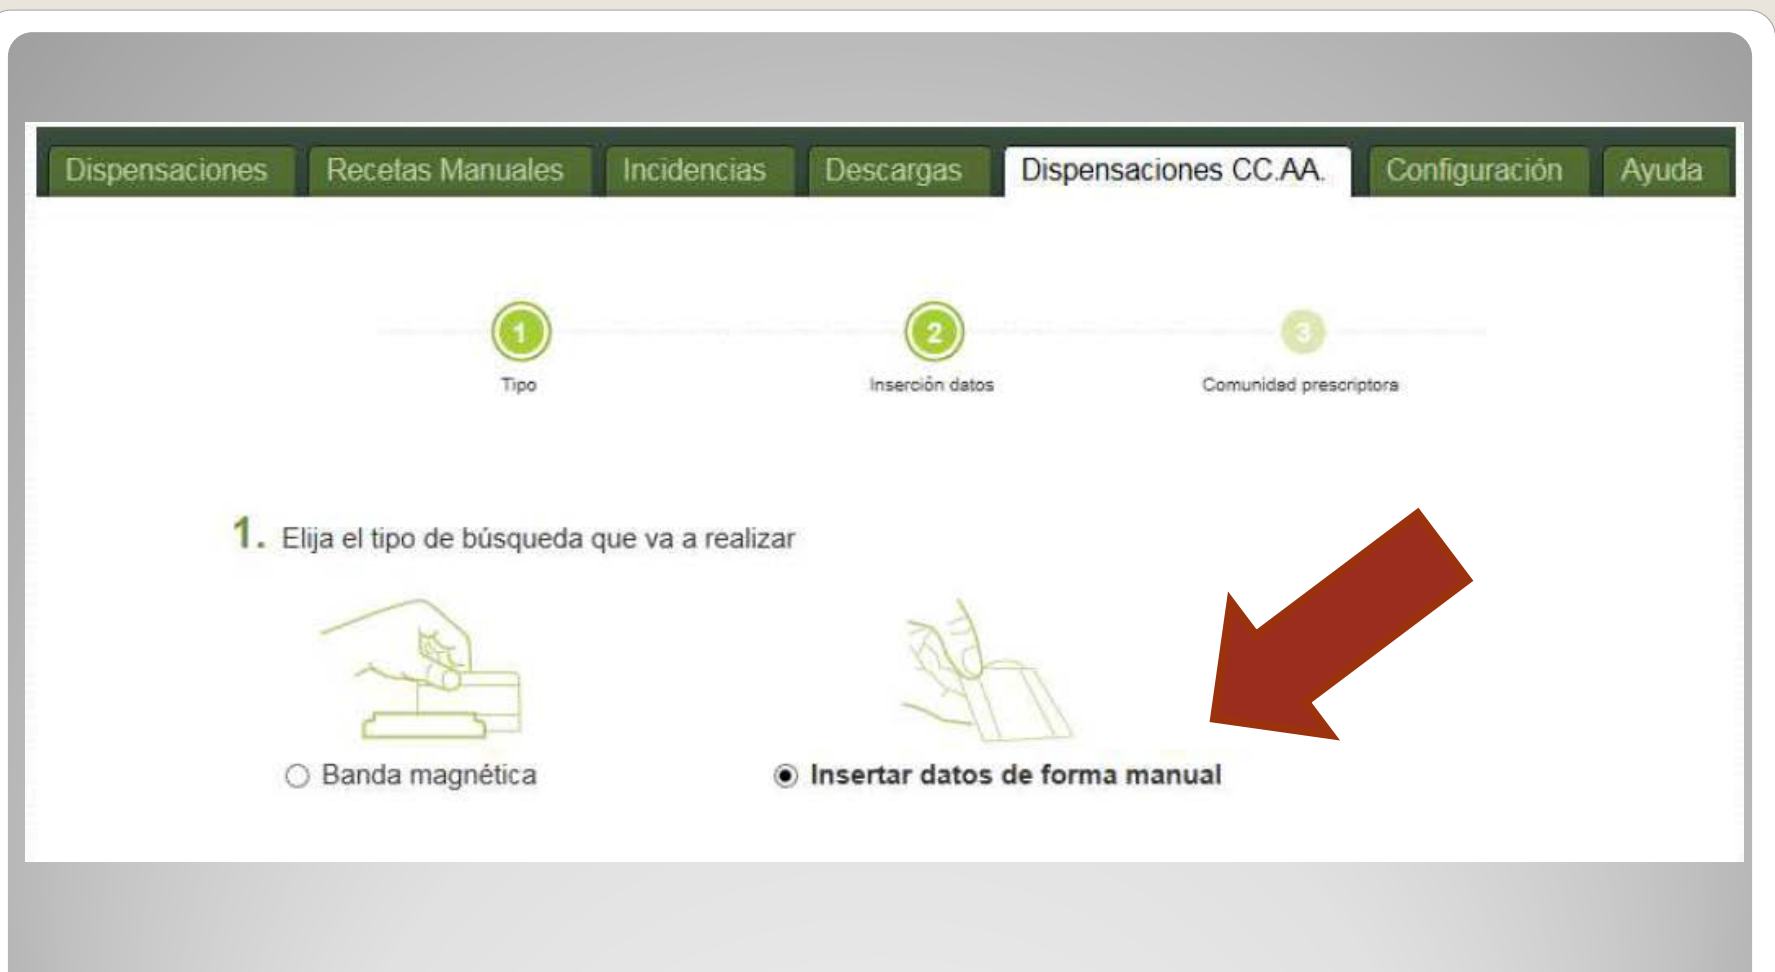 Dispensaciones Recetas Manuales Incidencias Descargas Dispensaciones CC.AA. Configuración Ayuda
1 2 3
Tipo Inserción datos Comunidad prescriptora
1. Elija el tipo de búsqueda que va a realizar
Banda magnética Insertar datos de forma manual